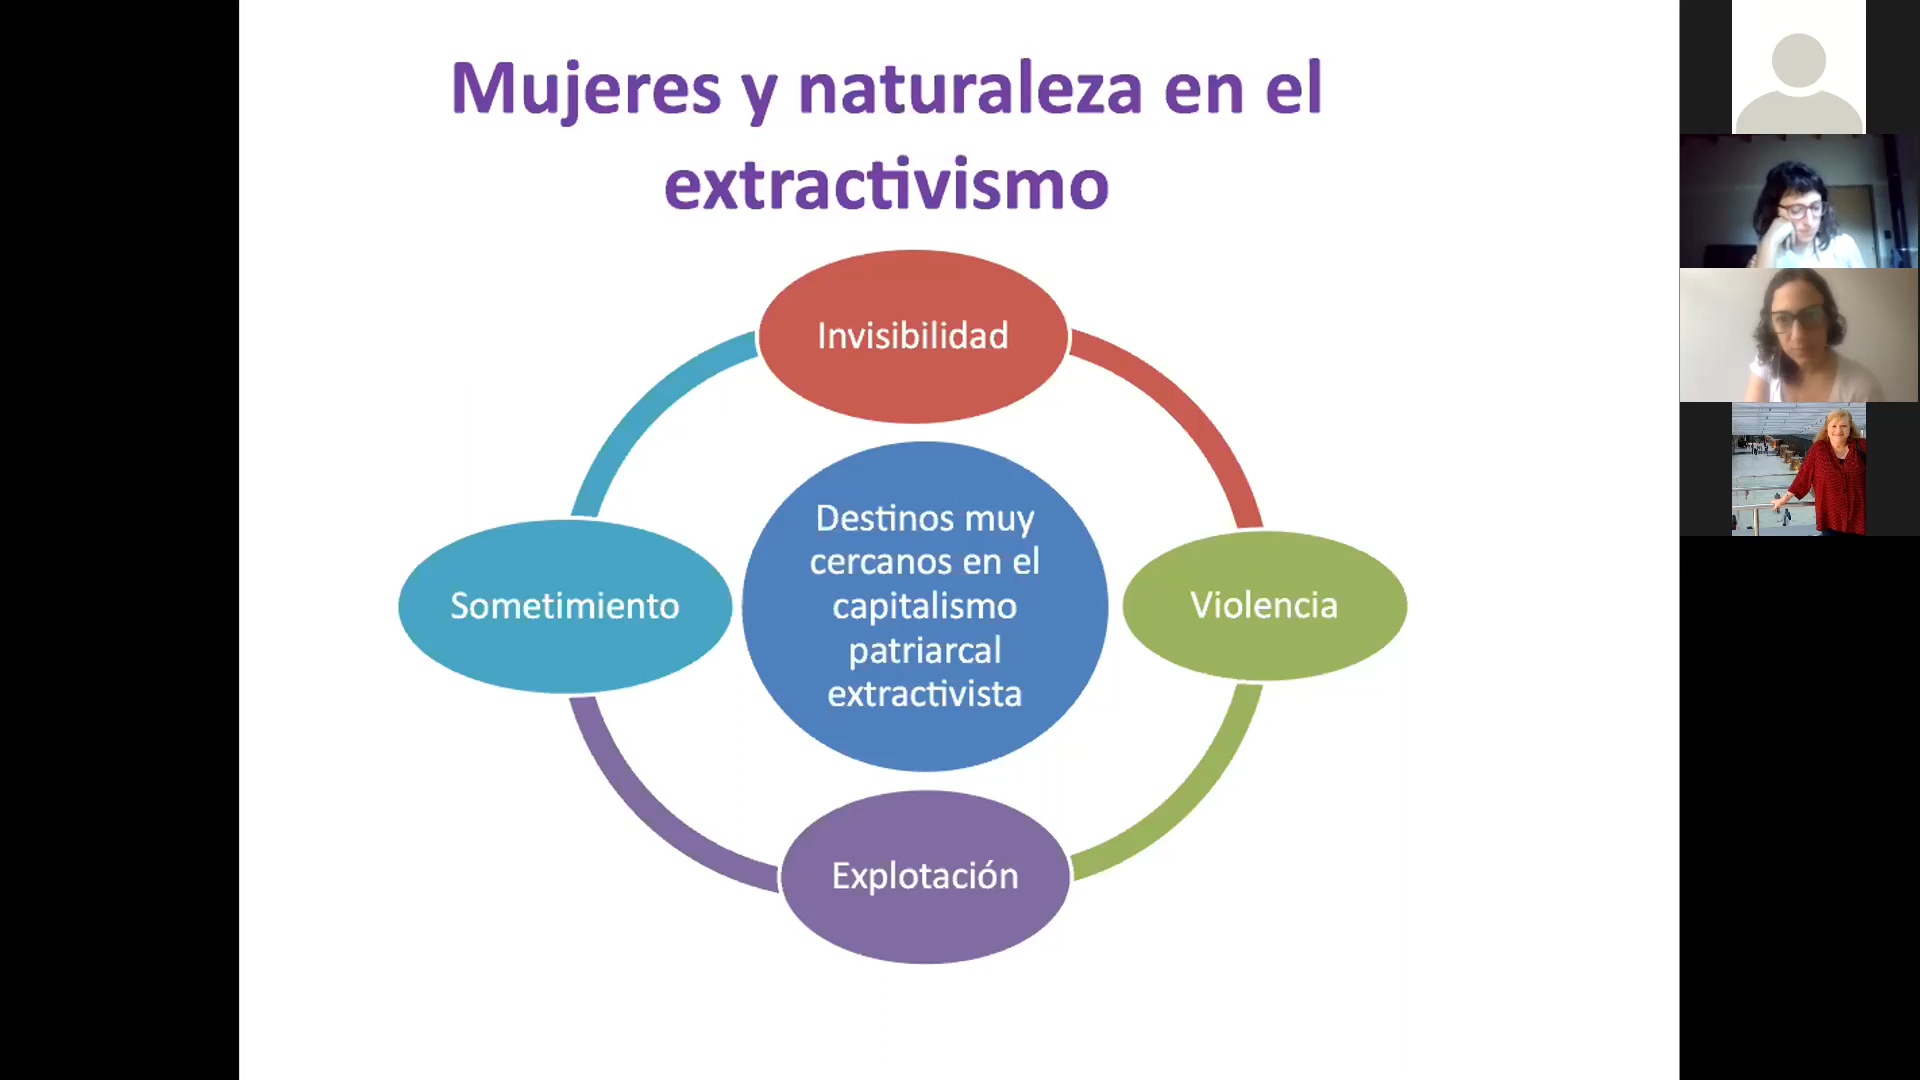 Mujeres y naturaleza en el
extractivismo
Invisibilidad
Destinos muy
cercanos en el
capitalismo
patriarcal
extractivista
Sometimiento
Violencia
Explotación